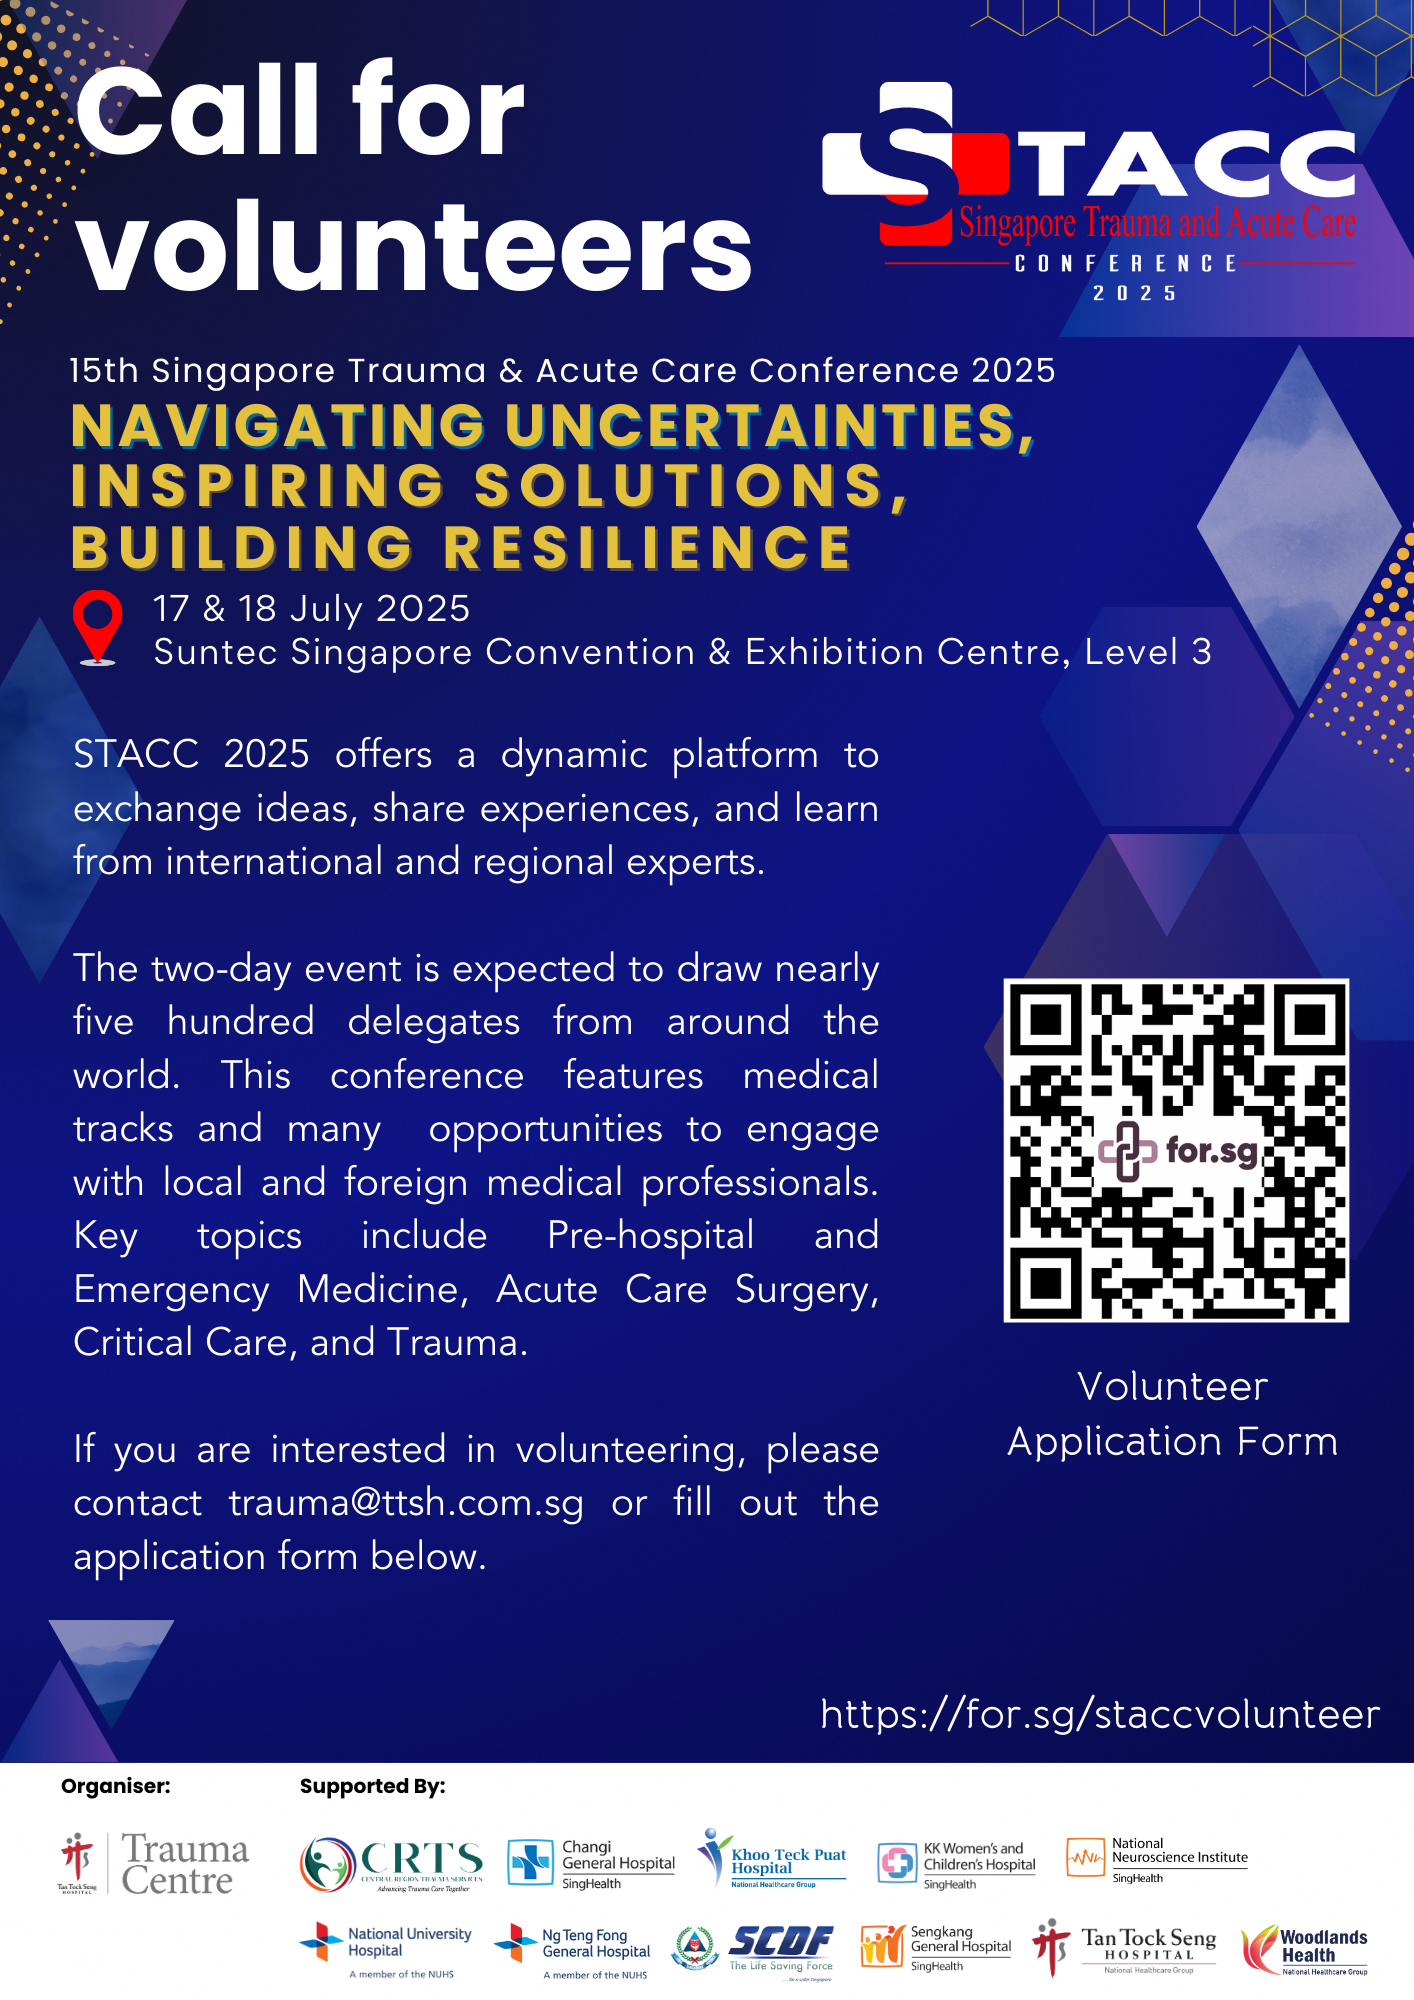 Call for
volunteers
STACC
Singapore Trauma and Acute Care
CONFERENCE
2025
15th Singapore Trauma & Acute Care Conference 2025
NAVIGATING UNCERTAINTIES,
INSPIRING SOLUTIONS,
BUILDING RESILIENCE
17 & 18 July 2025
Suntec Singapore Convention & Exhibition Centre, Level 3
STACC 2025 offers a dynamic platform to
exchange ideas, share experiences, and learn
from international and regional experts.
The two-day event is expected to draw nearly
five hundred delegates from around the
world. This conference features medical
tracks and many opportunities to engage
with local and foreign medical professionals.
Key topics include Pre-hospital and
Emergency Medicine, Acute Care Surgery,
Critical Care, and Trauma.
If you are interested in volunteering, please
contact trauma@ttsh.com.sg or fill out the
application form below.
for.sg
Volunteer
Application Form
https://for.sg/staccvolunteer
Organiser:
Tan Tock Seng
HOSPITAL
Trauma
Centre
Supported By:
CRTS
CENTRAL REGION TRAUMA SERVICES
Advancing Trauma Care Together
Changi
General Hospital
SingHealth
Khoo Teck Puat
Hospital
National Healthcare Group
KK Women's and
Children's Hospital
SingHealth
National
Neuroscience Institute
SingHealth
National University
Hospital
A member of the NUHS
Ng Teng Fong
General Hospital
A member of the NUHS
SCDF
The Life Saving Force
...for a safer Singapore
Sengkang
General Hospital
SingHealth
Tan Tock Seng
HOSPITAL
National Healthcare Group
Woodlands
Health
National Healthcare Group